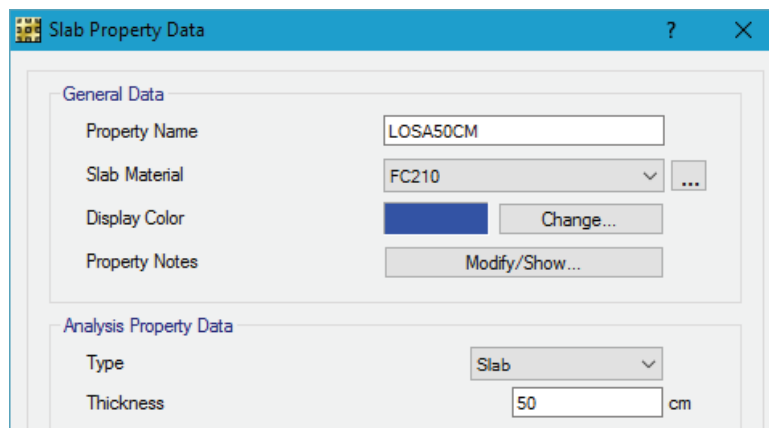 Slab Property Data ?
General Data
Property Name LOSA50CM
Slab Material FC210 ...
Display Color Change...
Property Notes Modify/Show...
Analysis Property Data
Type Slab
Thickness 50 cm